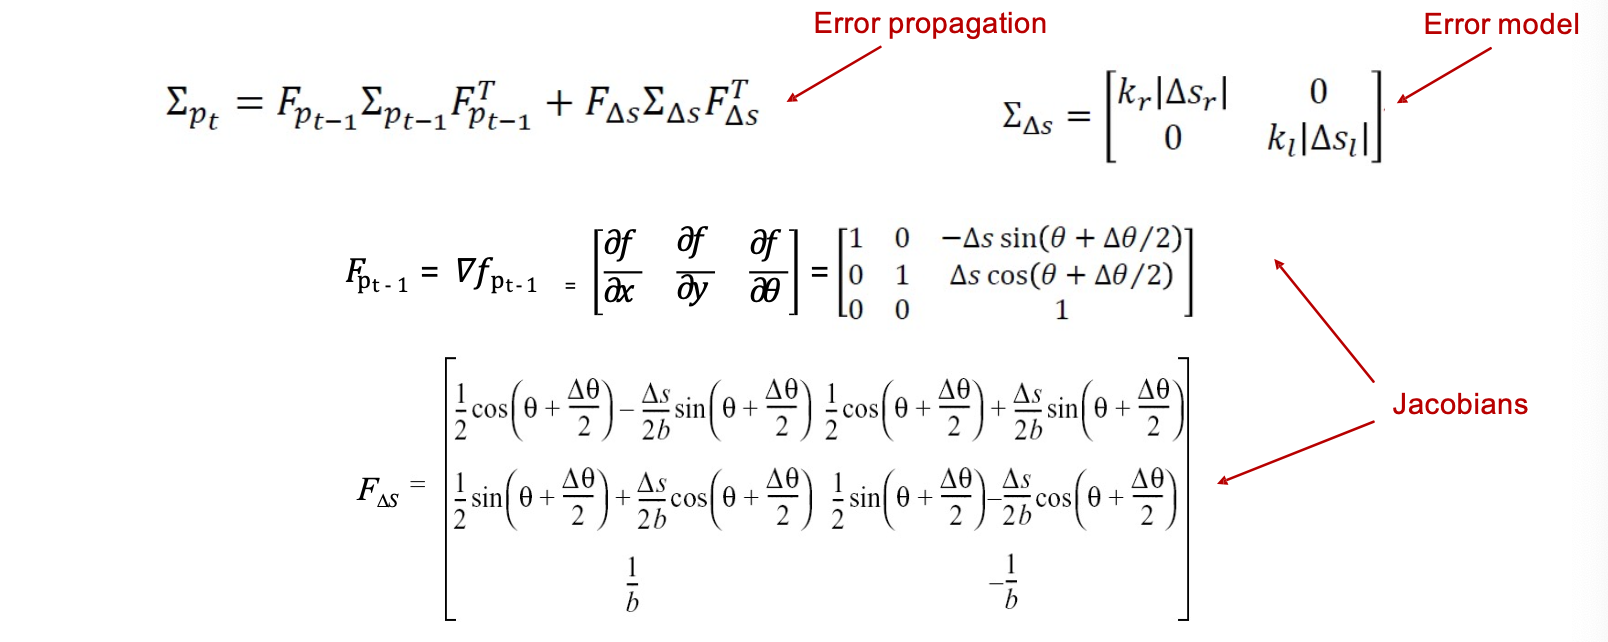 Error propagation
Error model
Σ_{p_t} = F_{p_{t-1}} Σ_{p_{t-1}} F^T_{p_{t-1}} + F_{Δs} Σ_{Δs} F^T_{Δs}
Σ_{Δs} = [k_r|Δs_r| 0
0 k_l|Δs_l|]
F_{p_{t-1}} = ∇f_{p_{t-1}} = [∂f/∂x ∂f/∂y ∂f/∂θ] = [1 0 −Δs sin(θ + Δθ/2)
0 1 Δs cos(θ + Δθ/2)
0 0 1]
Jacobians
F_{ΔS} = [1/2 cos(θ + Δθ/2) − Δs/2b sin(θ + Δθ/2) 1/2 cos(θ + Δθ/2) + Δs/2b sin(θ + Δθ/2)
1/2 sin(θ + Δθ/2) + Δs/2b cos(θ + Δθ/2) 1/2 sin(θ + Δθ/2) − Δs/2b cos(θ + Δθ/2)
1/b −1/b]